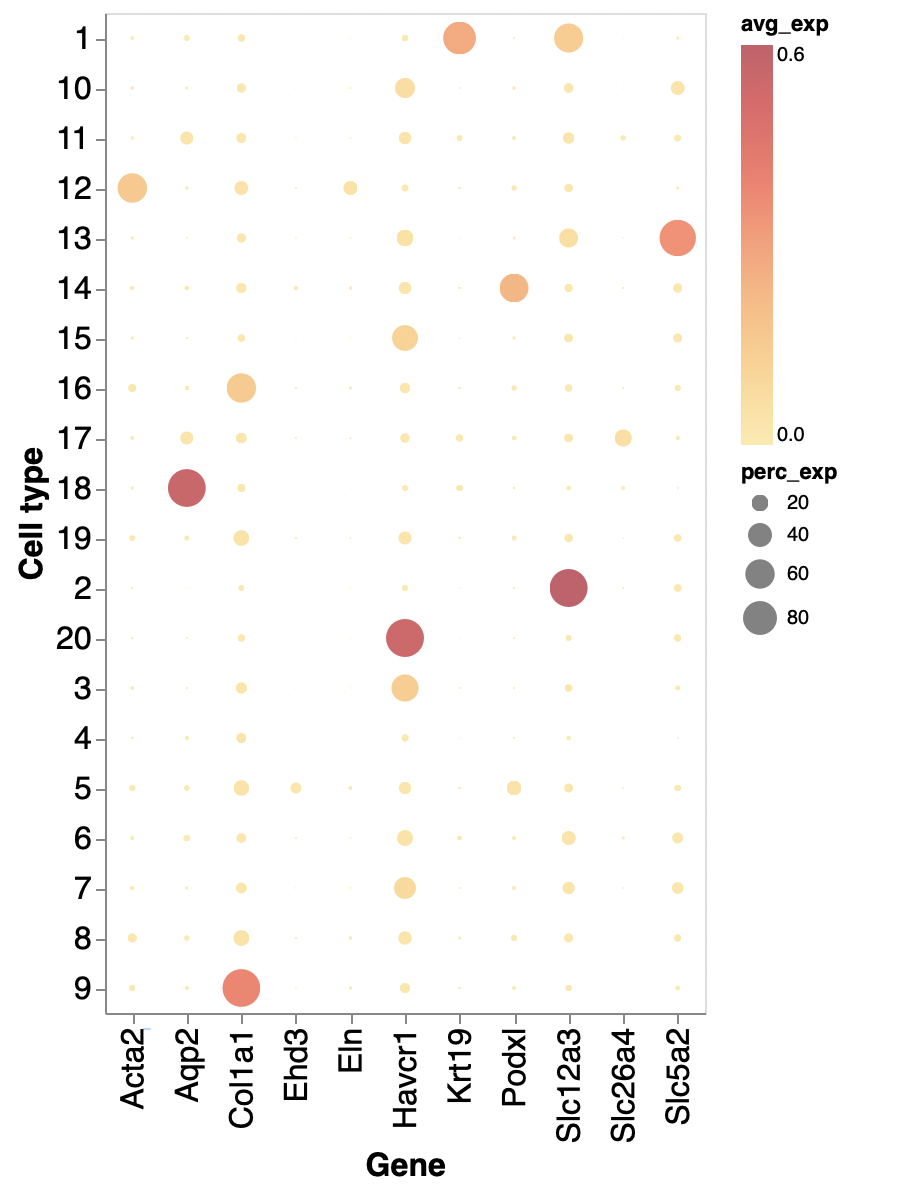 avg_exp
0.6
0.0
perc_exp
20
40
60
80
Cell type
1
10
11
12
13
14
15
16
17
18
19
2
20
3
4
5
6
7
8
9
Acta2
Aqp2
Col1a1
Ehd3
Eln
Havcr1
Krt19
Podxl
Slc12a3
Slc26a4
Slc5a2
Gene